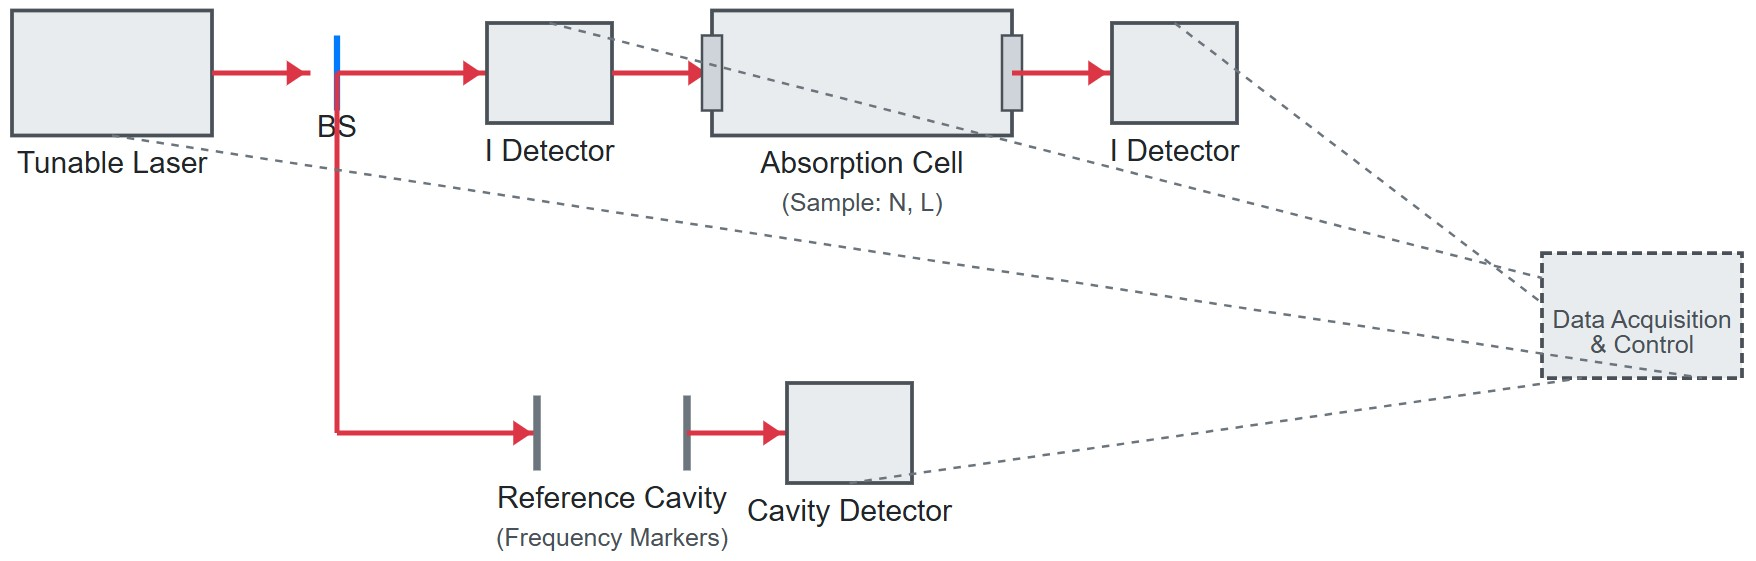 Tunable Laser
BS
I Detector
Absorption Cell
(Sample: N, L)
I Detector
Data Acquisition
& Control
Reference Cavity
(Frequency Markers)
Cavity Detector